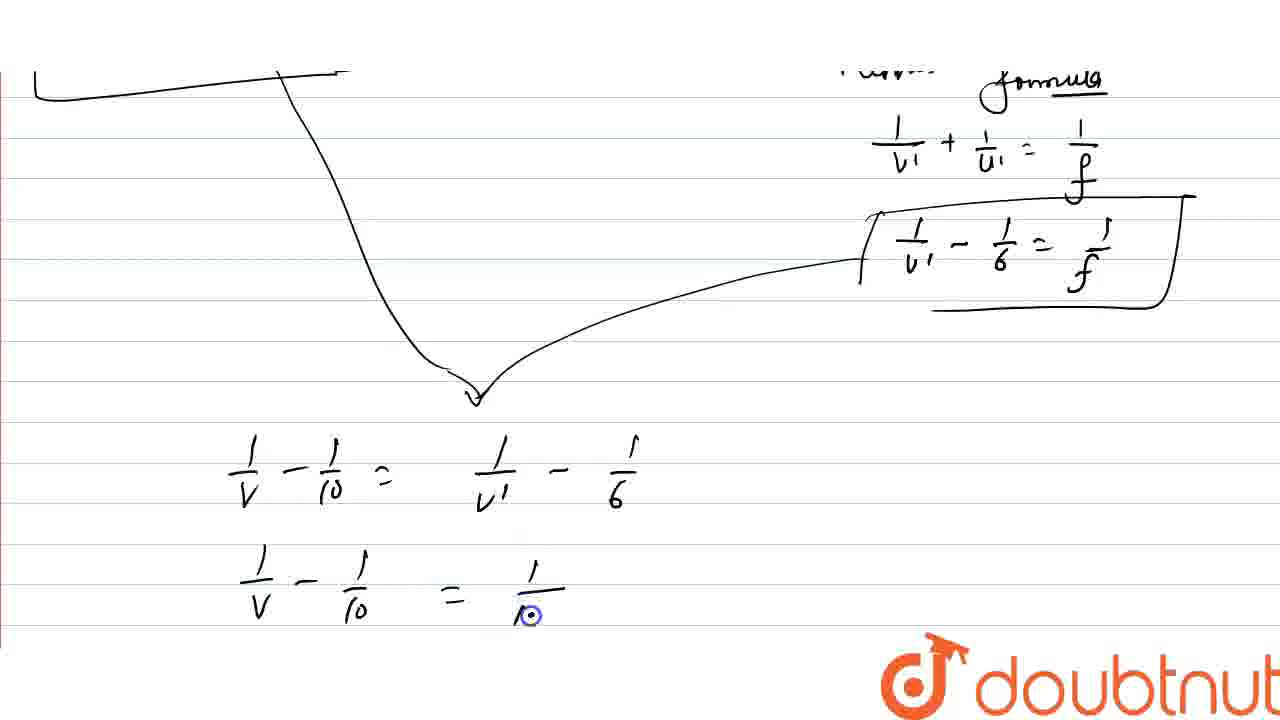 formula
1/v' + 1/u' = 1/f
1/v' - 1/6 = 1/f
1/v - 1/10 = 1/v' - 1/6
1/v - 1/10 = 1/
doubtnut